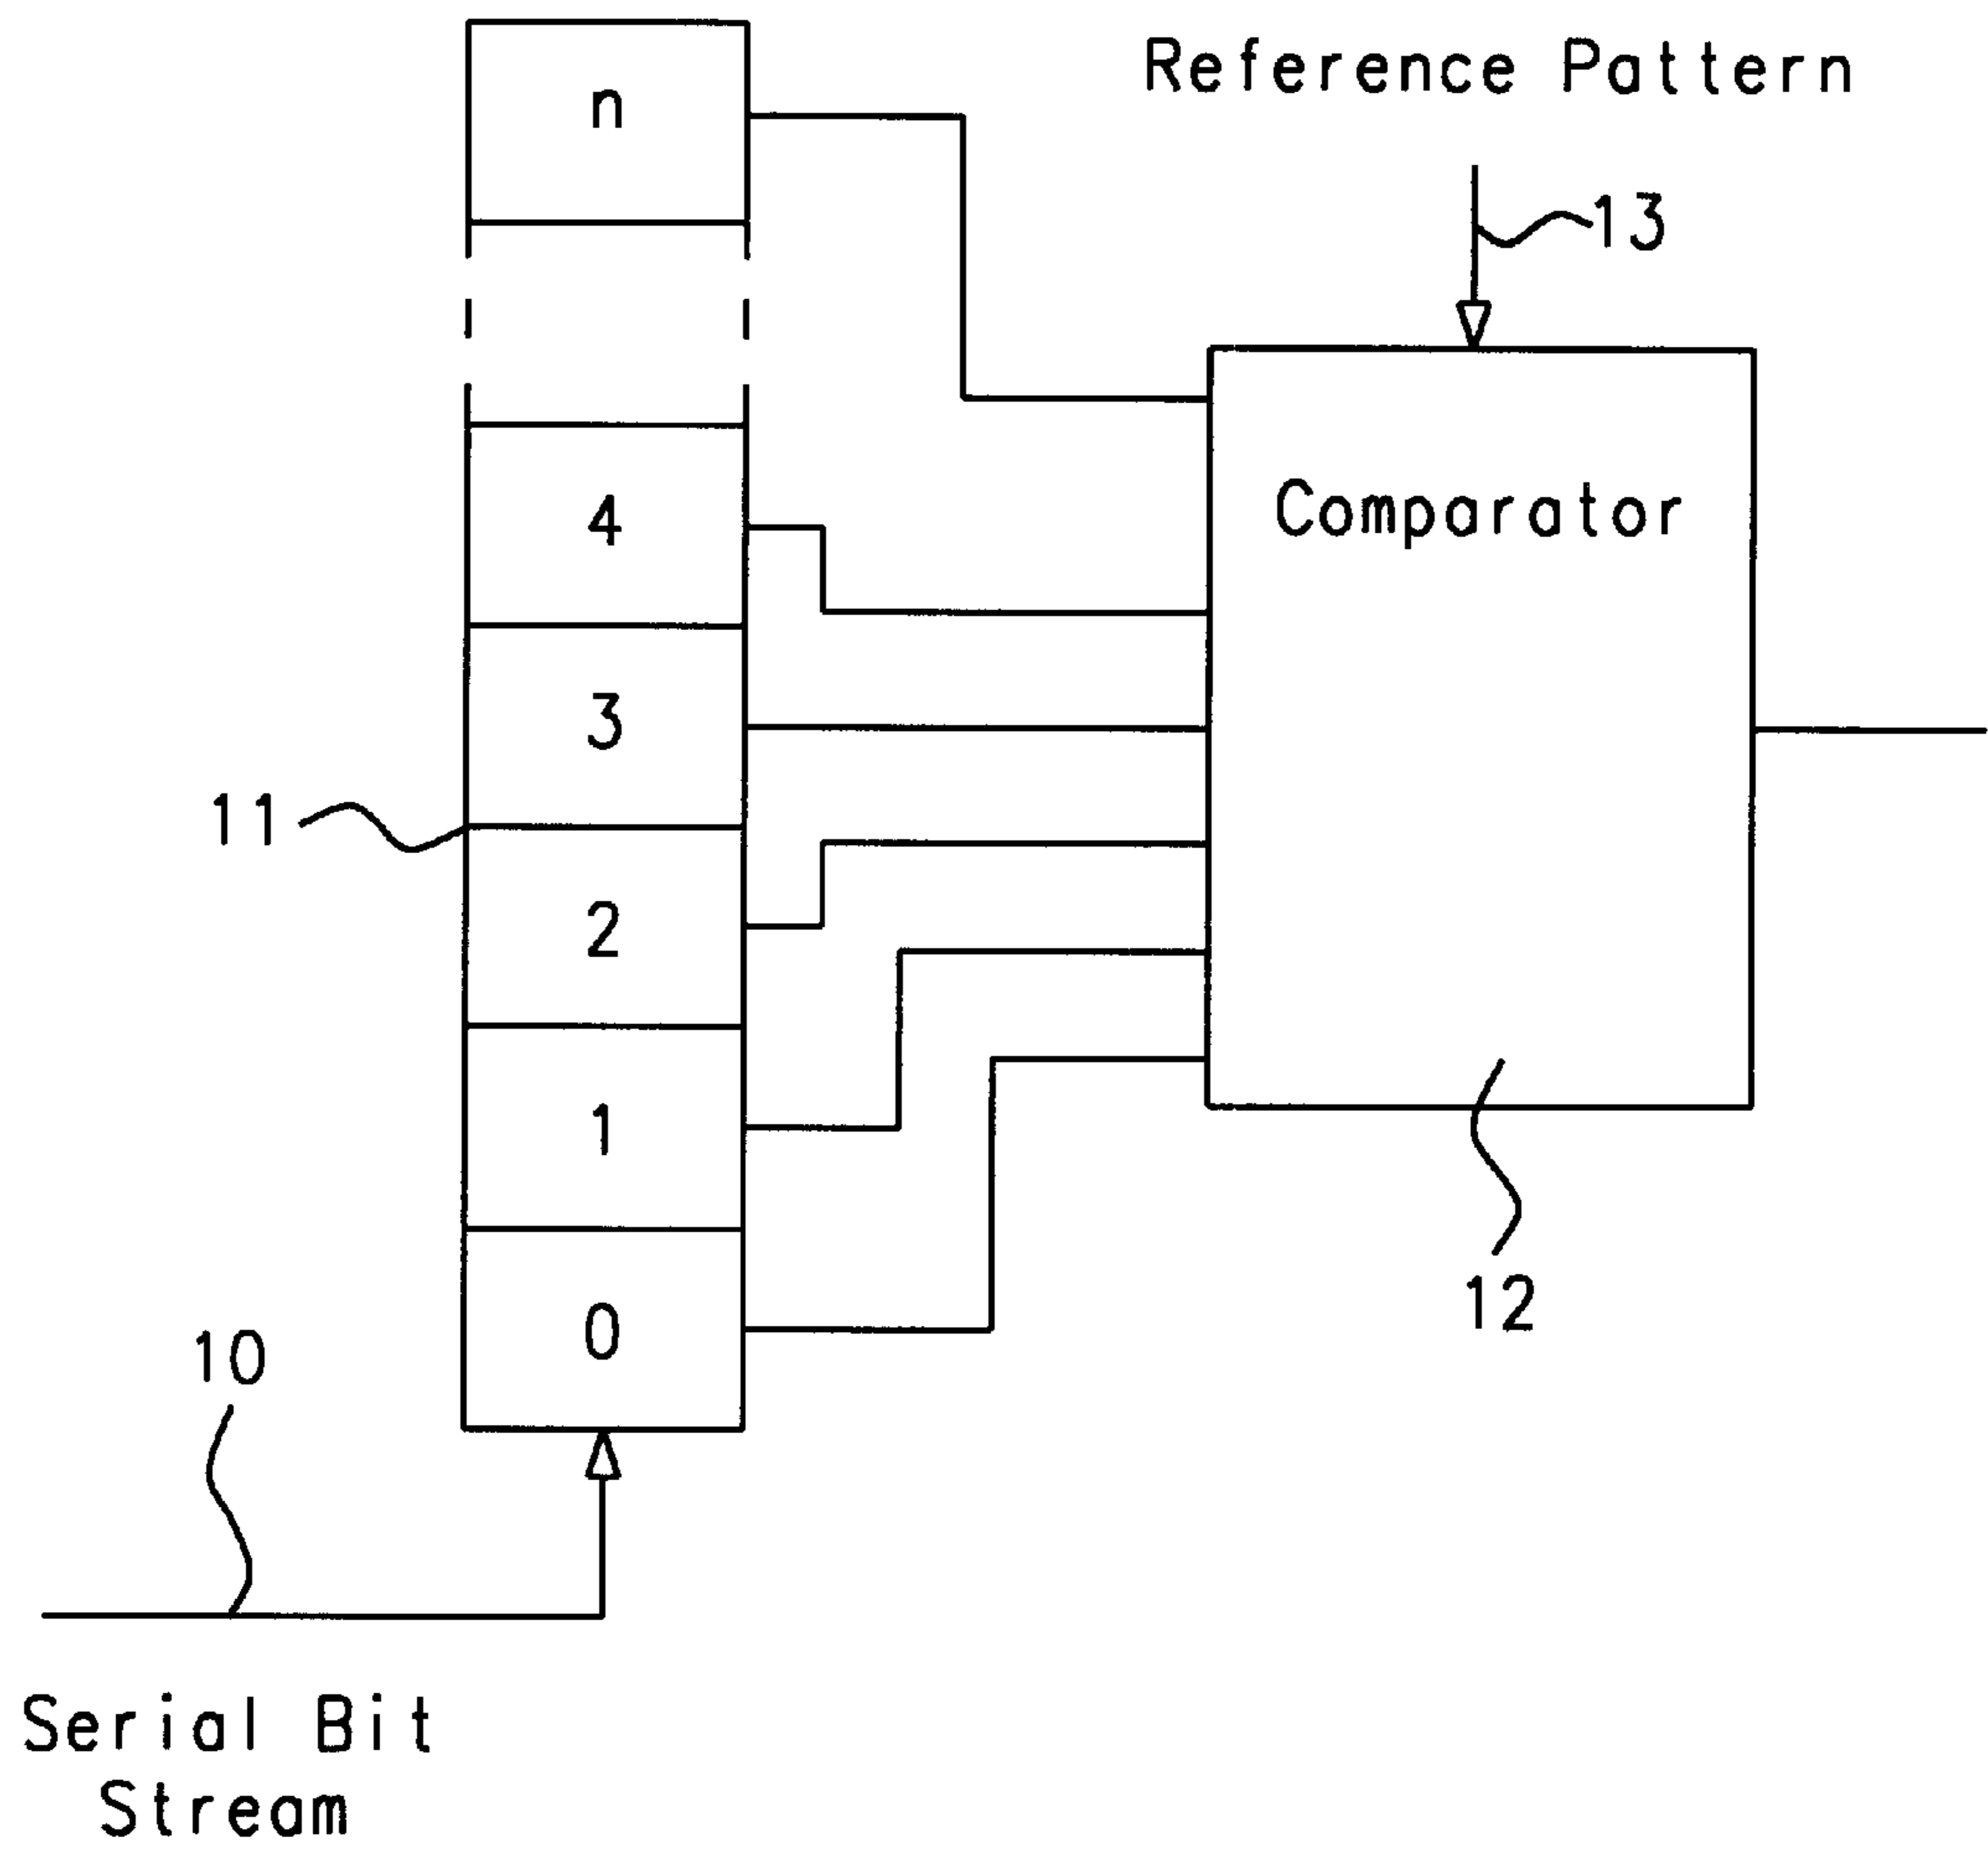 n
Reference Pattern
13
4
Comparator
3
11
2
1
12
0
10
Serial Bit
Stream